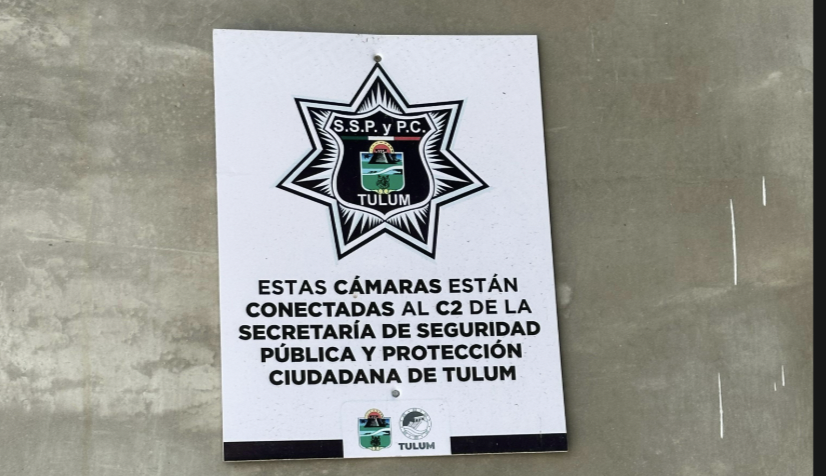 S.S.P. y P.C.
TULUM
ESTAS CÁMARAS ESTÁN
CONECTADAS AL C2 DE LA
SECRETARÍA DE SEGURIDAD
PÚBLICA Y PROTECCIÓN
CIUDADANA DE TULUM
TULUM